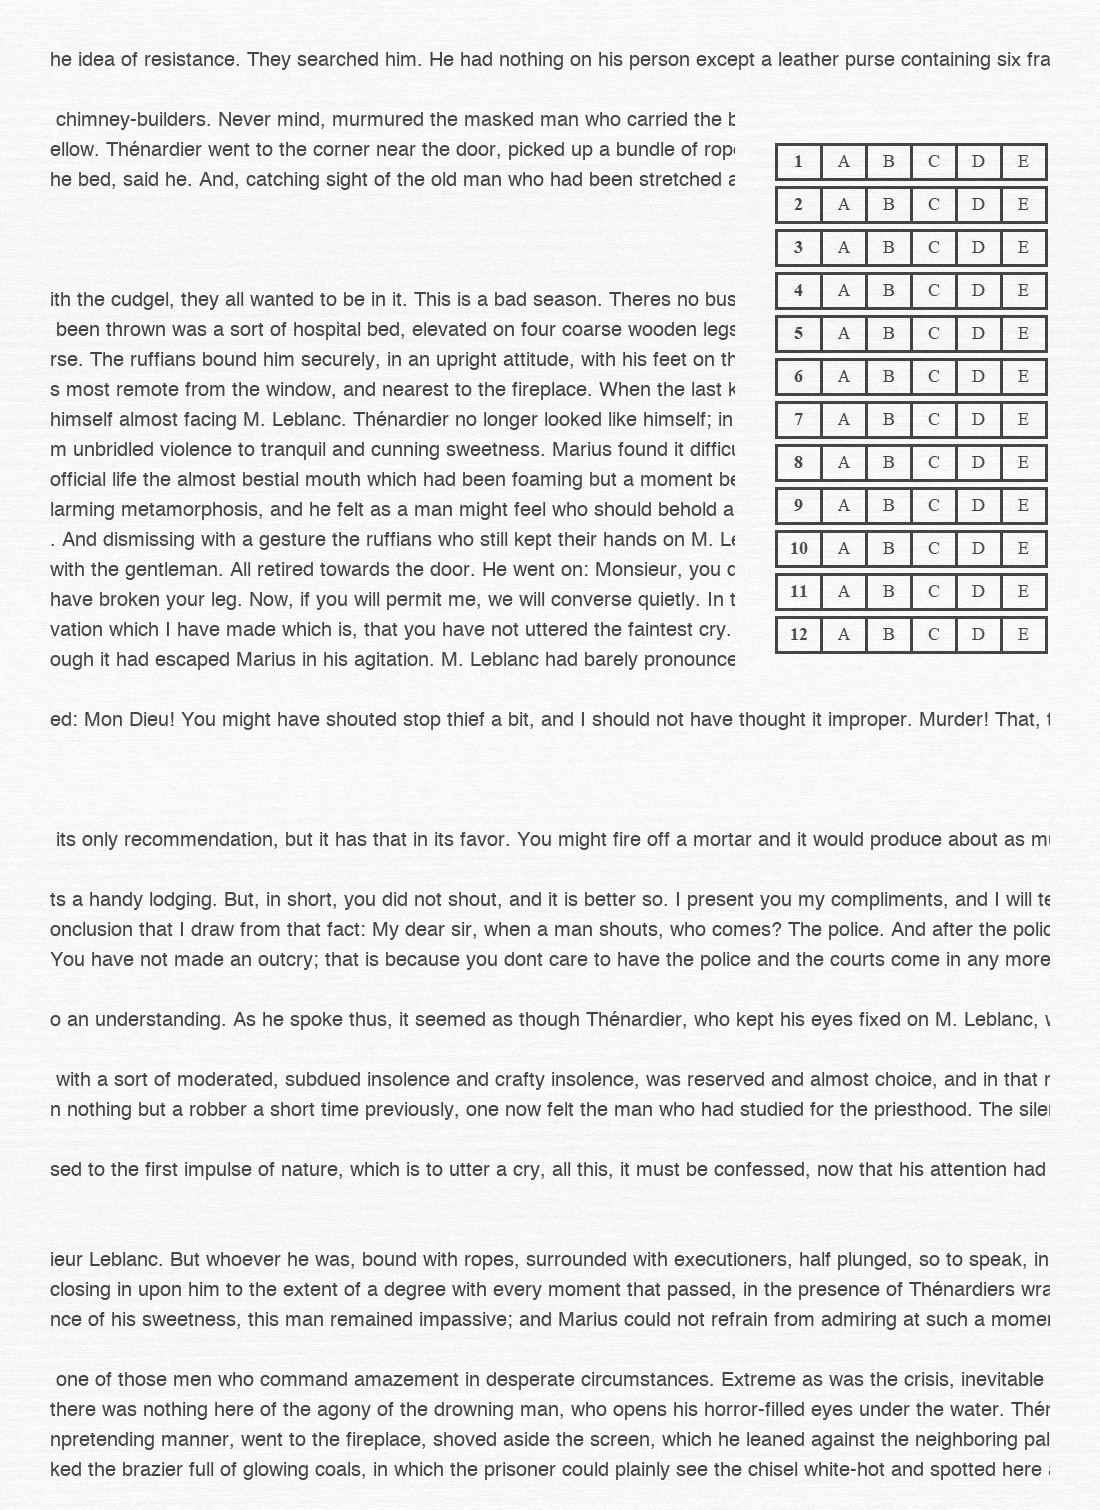 he idea of resistance. They searched him. He had nothing on his person except a leather purse containing six fra
chimney-builders. Never mind, murmured the masked man who carried the
ellow. Thénardier went to the corner near the door, picked up a bundle of rope
he bed, said he. And, catching sight of the old man who had been stretched a
ith the cudgel, they all wanted to be in it. This is a bad season. Theres no bus
been thrown was a sort of hospital bed, elevated on four coarse wooden legs
rse. The ruffians bound him securely, in an upright attitude, with his feet on th
s most remote from the window, and nearest to the fireplace. When the last
himself almost facing M. Leblanc. Thénardier no longer looked like himself; in
m unbridled violence to tranquil and cunning sweetness. Marius found it difficu
official life the almost bestial mouth which had been foaming but a moment be
larming metamorphosis, and he felt as a man might feel who should behold a
. And dismissing with a gesture the ruffians who still kept their hands on M. Le
with the gentleman. All retired towards the door. He went on: Monsieur, you
have broken your leg. Now, if you will permit me, we will converse quietly. In
vation which I have made which is, that you have not uttered the faintest cry.
ough it had escaped Marius in his agitation. M. Leblanc had barely pronounce
1 A B C D E
2 A B C D E
3 A B C D E
4 A B C D E
5 A B C D E
6 A B C D E
7 A B C D E
8 A B C D E
9 A B C D E
10 A B C D E
11 A B C D E
12 A B C D E
ed: Mon Dieu! You might have shouted stop thief a bit, and I should not have thought it improper. Murder! That,
its only recommendation, but it has that in its favor. You might fire off a mortar and it would produce about as
ts a handy lodging. But, in short, you did not shout, and it is better so. I present you my compliments, and I will te
onclusion that I draw from that fact: My dear sir, when a man shouts, who comes? The police. And after the polic
You have not made an outcry; that is because you dont care to have the police and the courts come in any more
o an understanding. As he spoke thus, it seemed as though Thénardier, who kept his eyes fixed on M. Leblanc,
with a sort of moderated, subdued insolence and crafty insolence, was reserved and almost choice, and in that
n nothing but a robber a short time previously, one now felt the man who had studied for the priesthood. The
sed to the first impulse of nature, which is to utter a cry, all this, it must be confessed, now that his attention had
ieur Leblanc. But whoever he was, bound with ropes, surrounded with executioners, half plunged, so to speak, in
closing in upon him to the extent of a degree with every moment that passed, in the presence of Thénardiers wra
nce of his sweetness, this man remained impassive; and Marius could not refrain from admiring at such a
one of those men who command amazement in desperate circumstances. Extreme as was the crisis, inevitable
there was nothing here of the agony of the drowning man, who opens his horror-filled eyes under the water.
npretending manner, went to the fireplace, shoved aside the screen, which he leaned against the neighboring pal
ked the brazier full of glowing coals, in which the prisoner could plainly see the chisel white-hot and spotted here